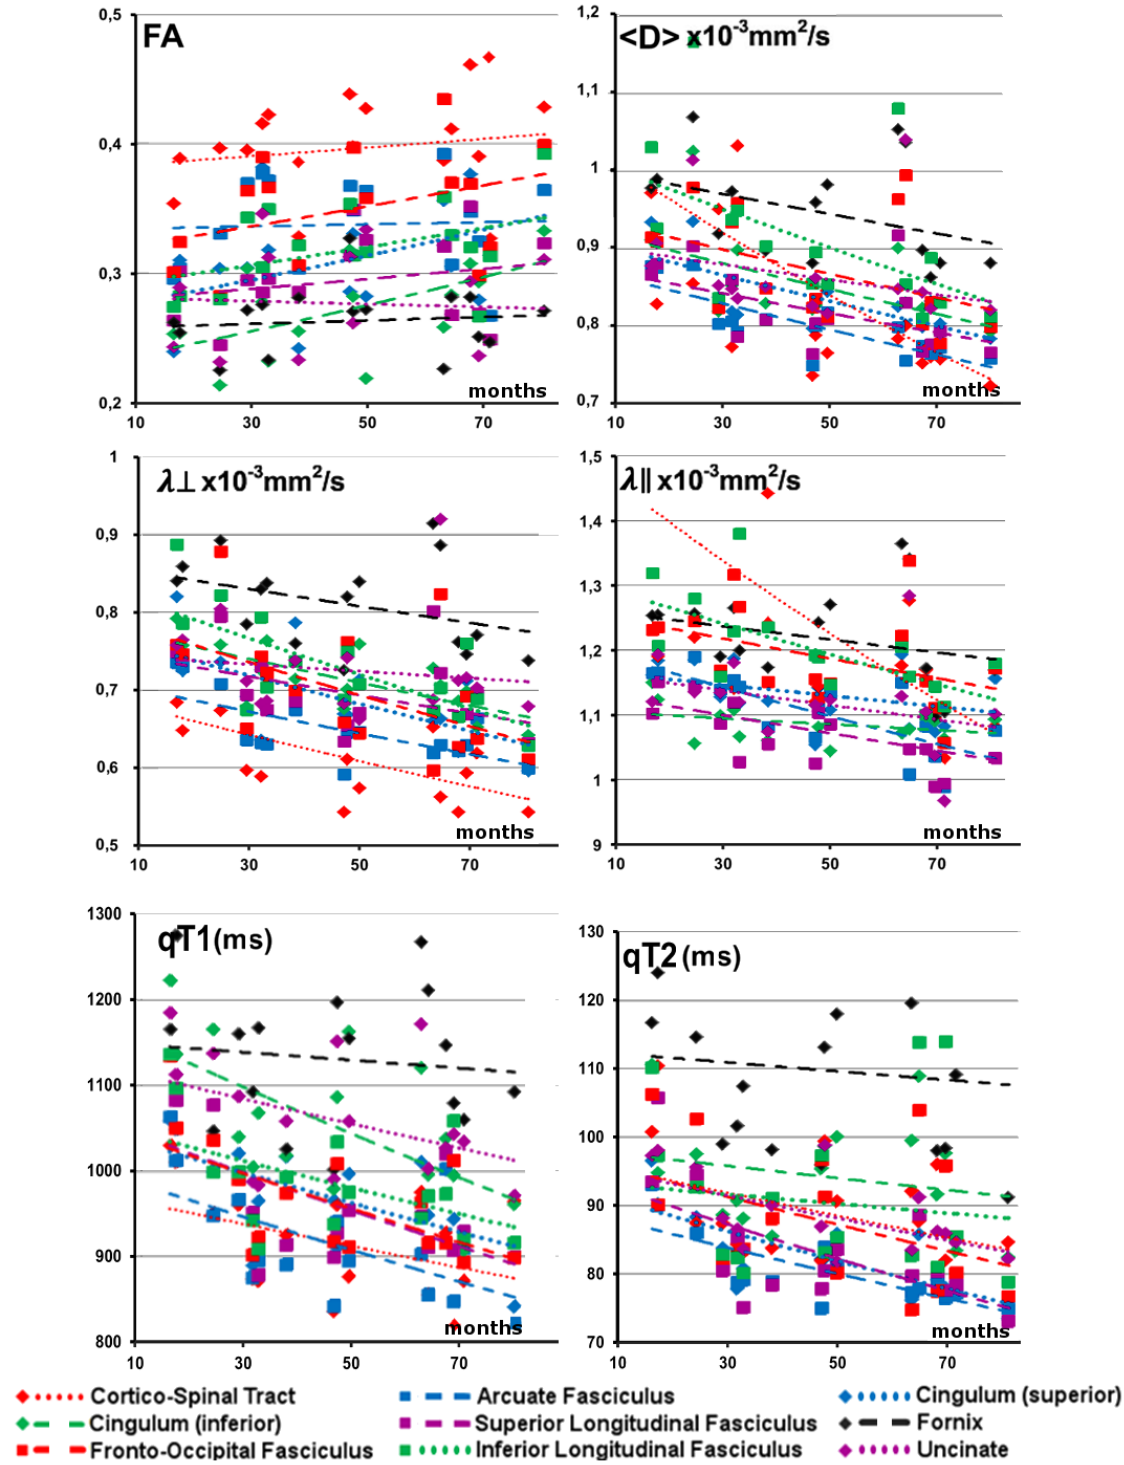 FA
0,5
0,4
0,3
0,2
months
10 30 50 70
<D> x10-3mm2/s
1,2
1,1
1
0,9
0,8
0,7
months
10 30 50 70
λ⊥ x10-3mm2/s
1
0,9
0,8
0,7
0,6
0,5
months
10 30 50 70
λ∥ x10-3mm2/s
1,5
1,4
1,3
1,2
1,1
1
9
months
10 30 50 70
qT1(ms)
1300
1200
1100
1000
900
800
months
10 30 50 70
qT2 (ms)
130
120
110
100
90
80
70
months
10 30 50 70
Cortico-Spinal Tract Arcuate Fasciculus Cingulum (superior)
Cingulum (inferior) Superior Longitudinal Fasciculus Fornix
Fronto-Occipital Fasciculus Inferior Longitudinal Fasciculus Uncinate